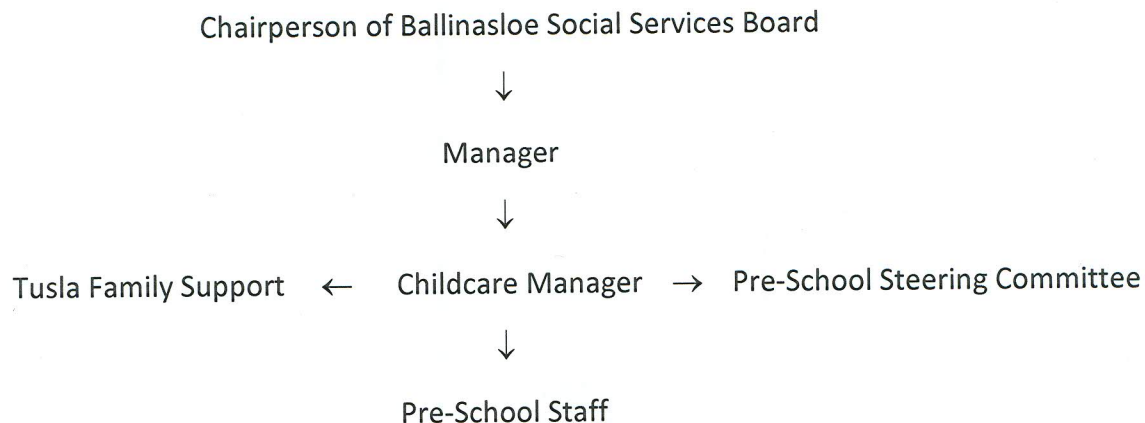 Chairperson of Ballinasloe Social Services Board
↓
Manager
↓
Tusla Family Support ← Childcare Manager → Pre-School Steering Committee
↓
Pre-School Staff